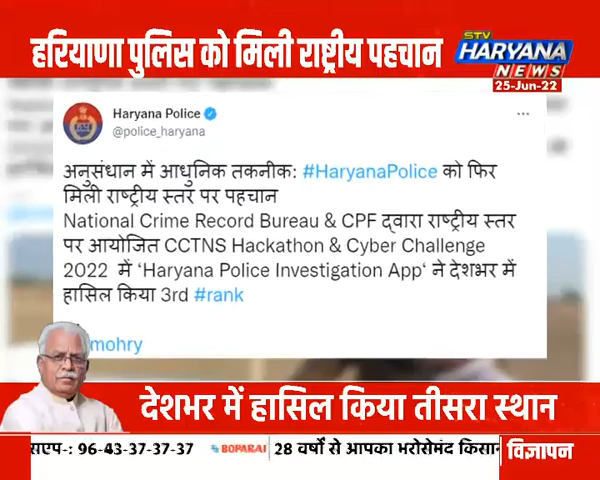 हरियाणा पुलिस को मिली राष्ट्रीय पहचान
STV
HARYANA
NEWS
25-Jun-22
Haryana Police
@police_haryana
अनुसंधान में आधुनिक तकनीक: #HaryanaPolice को फिर
मिली राष्ट्रीय स्तर पर पहचान
National Crime Record Bureau & CPF द्वारा राष्ट्रीय स्तर
पर आयोजित CCTNS Hackathon & Cyber Challenge
2022 में ‘Haryana Police Investigation App‘ ने देशभर में
हासिल किया 3rd #rank
mohry
देशभर में हासिल किया तीसरा स्थान
सएप-: 96-43-37-37-37 BOPARAI 28 वर्षों से आपका भरोसेमंद किसान
विज्ञापन